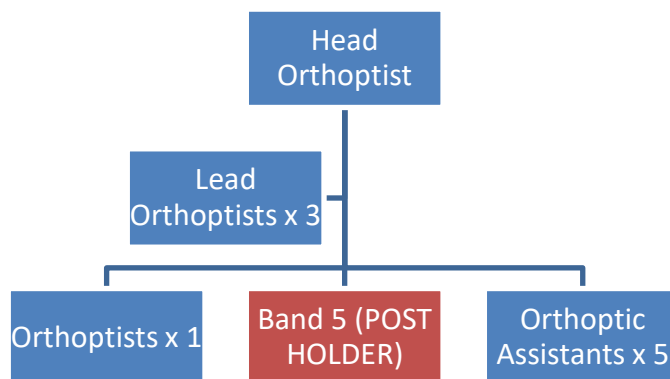 Head
Orthoptist
Lead
Orthoptists x 3
Orthoptists x 1
Band 5 (POST
HOLDER)
Orthoptic
Assistants x 5